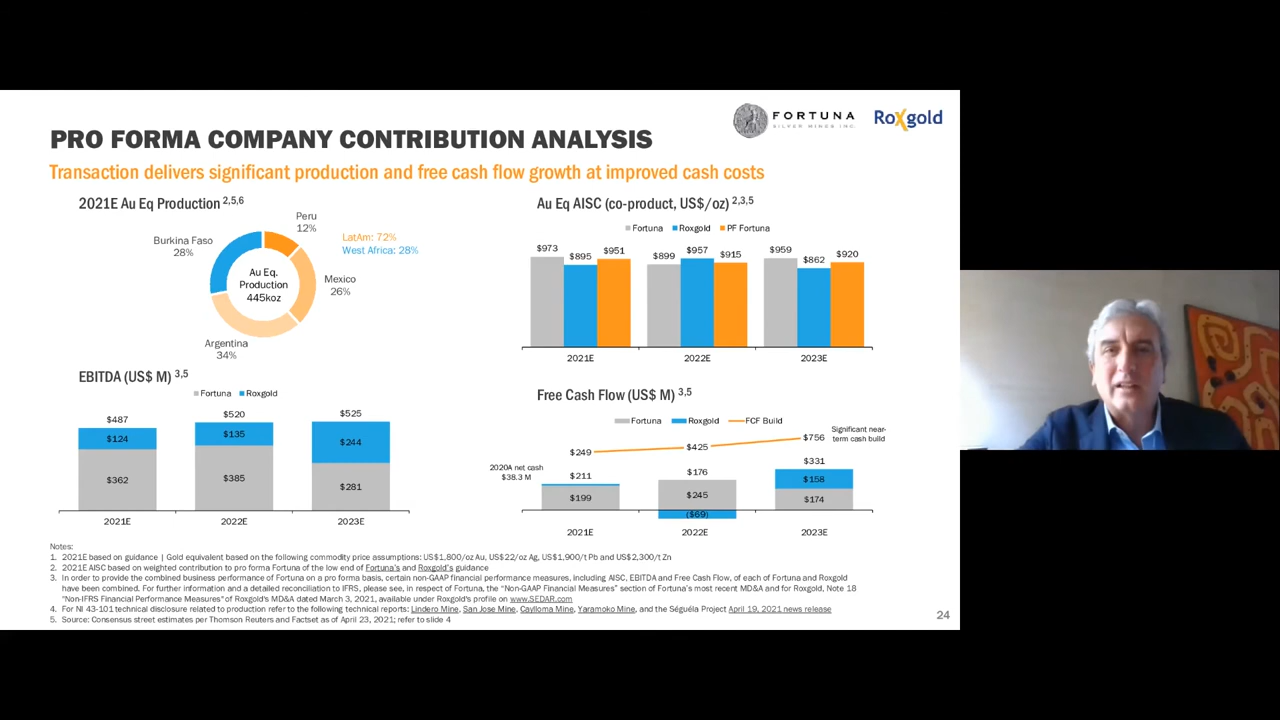 FORTUNA
SILVER MINES INC.
Roxgold
PRO FORMA COMPANY CONTRIBUTION ANALYSIS
Transaction delivers significant production and free cash flow growth at improved cash costs
2021E Au Eq Production 2,5,6
Peru
12%
LatAm: 72%
West Africa: 28%
Burkina Faso
28%
Au Eq.
Production
445koz
Mexico
26%
Argentina
34%
Au Eq AISC (co-product, US$/oz) 2,3,5
Fortuna Roxgold PF Fortuna
$973 $895 $951 $899 $957 $915 $959 $862 $920
2021E 2022E 2023E
EBITDA (US$ M) 3,5
Fortuna Roxgold
$487 $520 $525
$124 $135 $244
$362 $385 $281
2021E 2022E 2023E
Free Cash Flow (US$ M) 3,5
Fortuna Roxgold FCF Build
Significant near-
term cash build
$249 $425 $756
2020A net cash
$38.3 M
$211 $176 $331
$199 $245 $158
$174
($69)
2021E 2022E 2023E
Notes:
1. 2021E based on guidance | Gold equivalent based on the following commodity price assumptions: US$1,800/oz Au, US$22/oz Ag, US$1,900/t Pb and US$2,300/t Zn
2. 2021E AISC based on weighted contribution to pro forma Fortuna of the low end of Fortuna's and Roxgold's guidance
3. In order to provide the combined business performance of Fortuna on a pro forma basis, certain non-GAAP financial performance measures, including AISC, EBITDA and Free Cash Flow, of each of Fortuna and Roxgold
have been combined. For further information and a detailed reconciliation to IFRS, please see, in respect of Fortuna, the "Non-GAAP Financial Measures" section of Fortuna's most recent MD&A and for Roxgold, Note 18
"Non-IFRS Financial Performance Measures" of Roxgold's MD&A dated March 3, 2021, available under Roxgold's profile on www.SEDAR.com
4. For NI 43-101 technical disclosure related to production refer to the following technical reports: Lindero Mine, San Jose Mine, Caylloma Mine, Yaramoko Mine, and the Séguéla Project April 19, 2021 news release
5. Source: Consensus street estimates per Thomson Reuters and Factset as of April 23, 2021; refer to slide 4
24